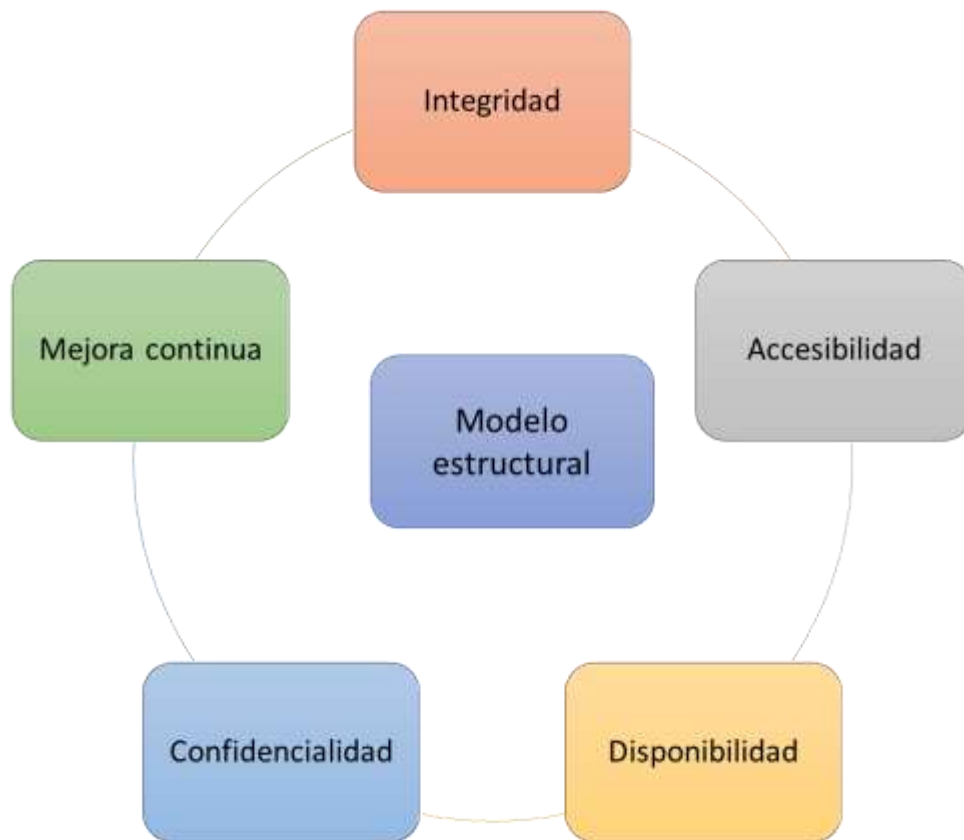 Integridad
Mejora continua
Accesibilidad
Modelo
estructural
Confidencialidad
Disponibilidad